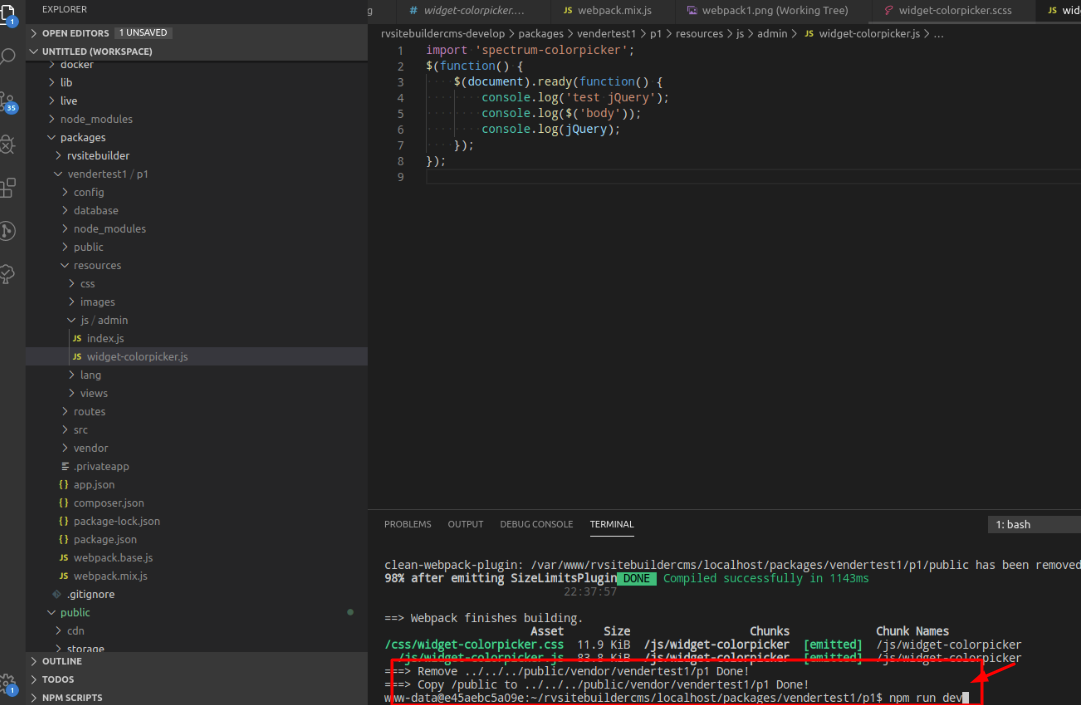 1
35
1
EXPLORER
OPEN EDITORS 1 UNSAVED
UNTITLED (WORKSPACE)
docker
lib
live
node_modules
packages
rvsitebuilder
vendertest1 / p1
config
database
node_modules
public
resources
css
images
js / admin
JS index.js
JS widget-colorpicker.js
lang
views
routes
src
vendor
.privateapp
{} app.json
{} composer.json
{} package-lock.json
{} package.json
JS webpack.base.js
JS webpack.mix.js
.gitignore
public
cdn
storage
OUTLINE
TODOS
NPM SCRIPTS
g # widget-colorpicker.... JS webpack.mix.js webpack1.png (Working Tree) widget-colorpicker.scss JS wid
rvsitebuildercms-develop > packages > vendertest1 > p1 > resources > js > admin > JS widget-colorpicker.js > ...
1 import 'spectrum-colorpicker';
2 $(function() {
3 $(document).ready(function() {
4 console.log('test jQuery');
5 console.log($('body'));
6 console.log(jQuery);
7 });
8 });
9
PROBLEMS OUTPUT DEBUG CONSOLE TERMINAL 1: bash
clean-webpack-plugin: /var/www/rvsitebuildercms/localhost/packages/vendertest1/p1/public has been removed
98% after emitting SizeLimitsPlugin DONE Compiled successfully in 1143ms
22:37:57
==> Webpack finishes building.
Asset Size Chunks Chunk Names
/css/widget-colorpicker.css 11.9 KiB /js/widget-colorpicker [emitted] /js/widget-colorpicker
/js/widget-colorpicker.js 83.8 KiB /js/widget-colorpicker [emitted] /js/widget-colorpicker
===> Remove ../../../public/vendor/vendertest1/p1 Done!
===> Copy /public to ../../../public/vendor/vendertest1/p1 Done!
www-data@e45aebc5a09e:~/rvsitebuildercms/localhost/packages/vendertest1/p1$ npm run dev